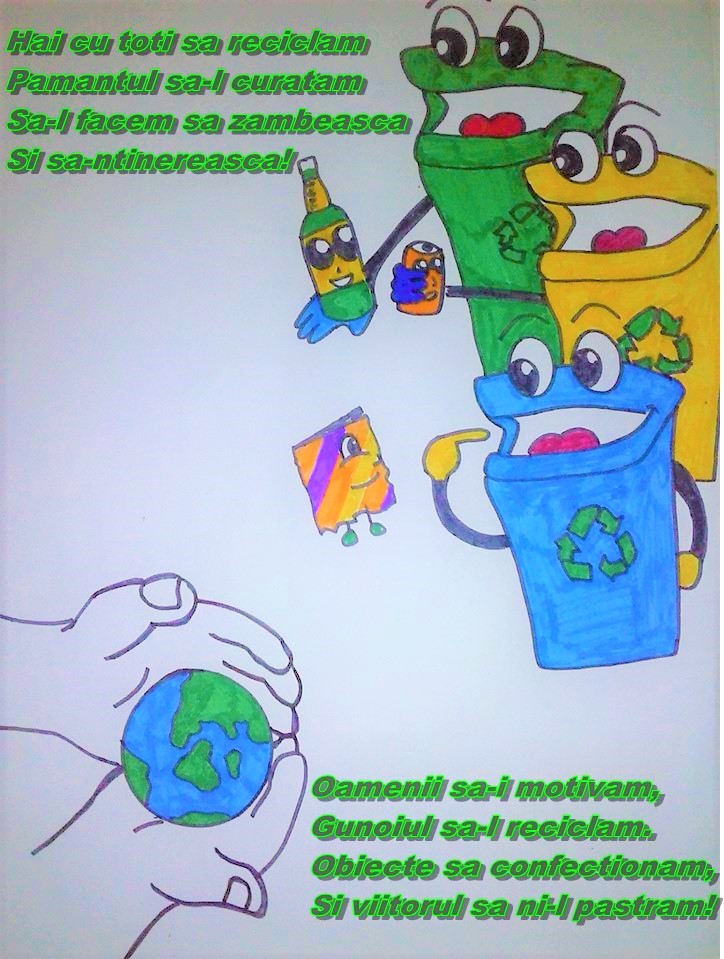 Hai cu toti sa reciclam
Pamantul sa-l curatam
Sa-l facem sa zambeasca
Si sa-ntinereasca!
Oamenii sa-i motivam,
Gunoiul sa-l reciclam.
Obiecte sa confectionam,
Si viitorul sa ni-l pastram!